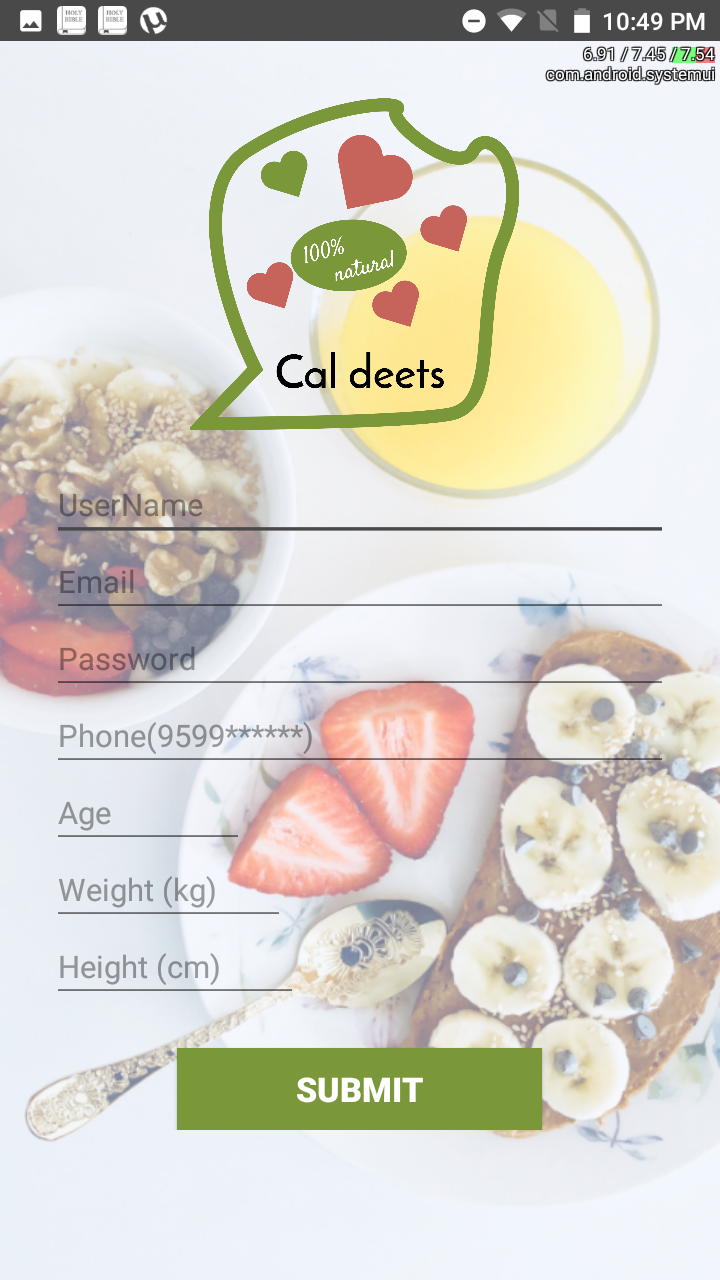 HOLY BIBLE HOLY BIBLE 10:49 PM
6.91 / 7.45 / 7.54
com.android.systemui
100%
natural
Cal deets
UserName
Email
Password
Phone(9599******)
Age
Weight (kg)
Height (cm)
SUBMIT